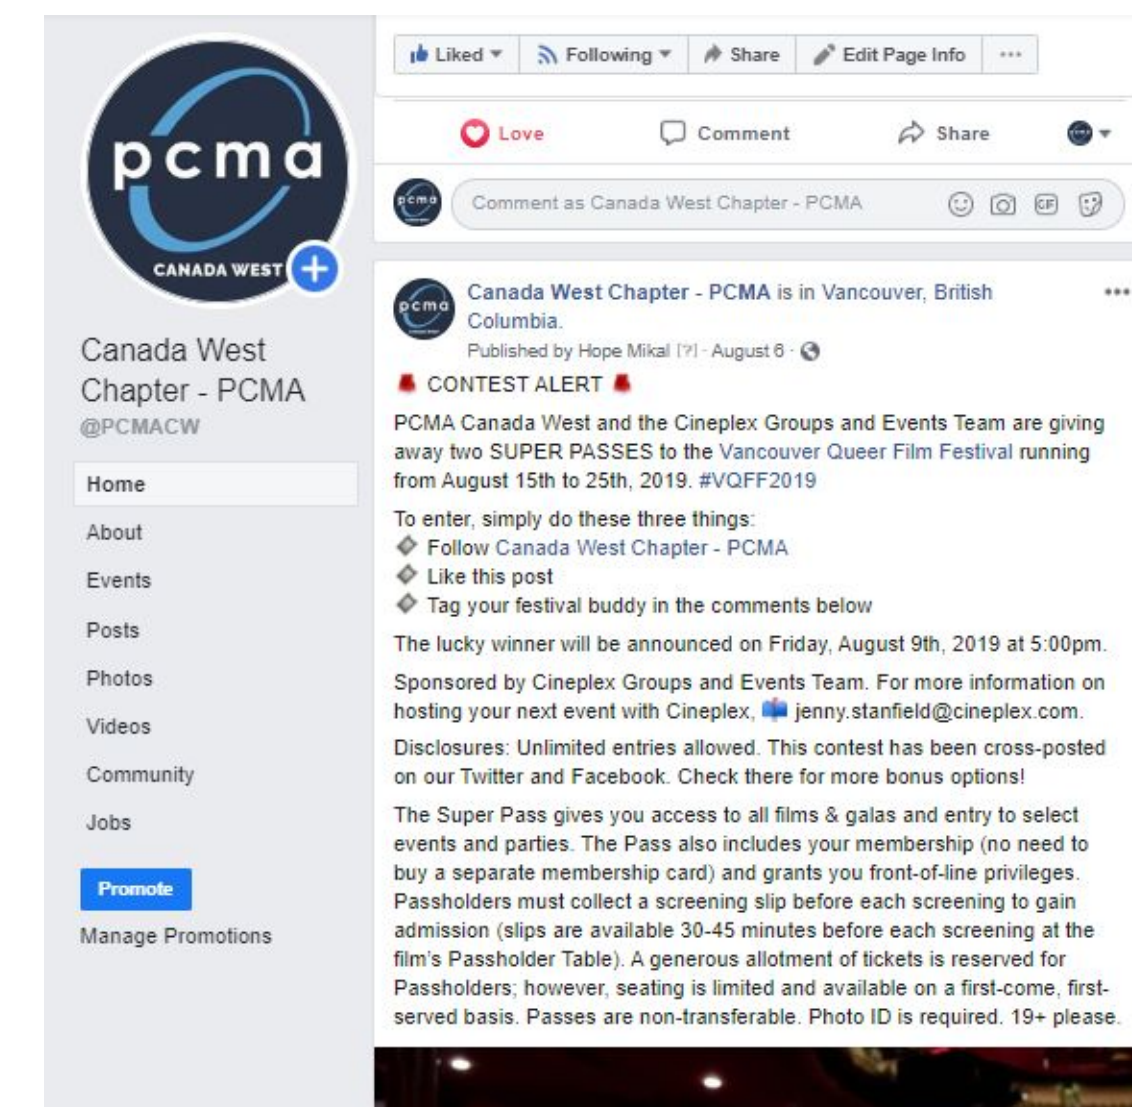 pcma
CANADA WEST
Canada West
Chapter - PCMA
@PCMACW
Home
About
Events
Posts
Photos
Videos
Community
Jobs
Promote
Manage Promotions
Liked
Following
Share
Edit Page Info
Love
Comment
Share
pcma
Comment as Canada West Chapter - PCMA
GIF
pcma
Canada West Chapter - PCMA is in Vancouver, British
Columbia.
Published by Hope Mikal [?] · August 6 ·
CONTEST ALERT
PCMA Canada West and the Cineplex Groups and Events Team are giving
away two SUPER PASSES to the Vancouver Queer Film Festival running
from August 15th to 25th, 2019. #VQFF2019
To enter, simply do these three things:
Follow Canada West Chapter - PCMA
Like this post
Tag your festival buddy in the comments below
The lucky winner will be announced on Friday, August 9th, 2019 at 5:00pm.
Sponsored by Cineplex Groups and Events Team. For more information on
hosting your next event with Cineplex, jenny.stanfield@cineplex.com.
Disclosures: Unlimited entries allowed. This contest has been cross-posted
on our Twitter and Facebook. Check there for more bonus options!
The Super Pass gives you access to all films & galas and entry to select
events and parties. The Pass also includes your membership (no need to
buy a separate membership card) and grants you front-of-line privileges.
Passholders must collect a screening slip before each screening to gain
admission (slips are available 30-45 minutes before each screening at the
film's Passholder Table). A generous allotment of tickets is reserved for
Passholders; however, seating is limited and available on a first-come, first-
served basis. Passes are non-transferable. Photo ID is required. 19+ please.